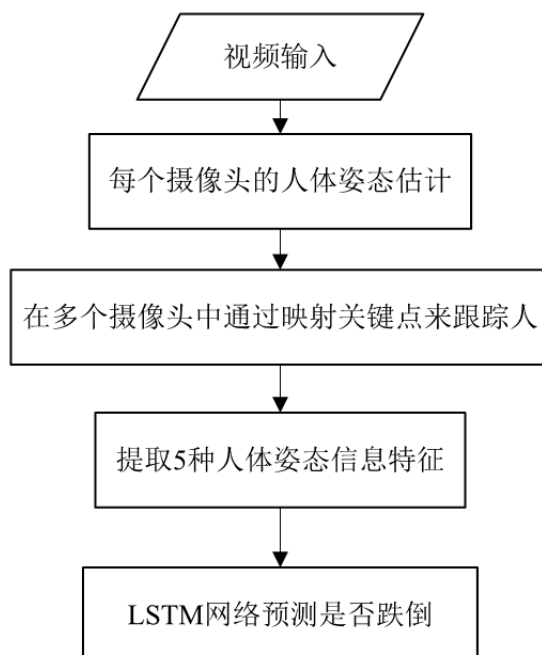 视频输入
每个摄像头的人体姿态估计
在多个摄像头中通过映射关键点来跟踪人
提取5种人体姿态信息特征
LSTM网络预测是否跌倒